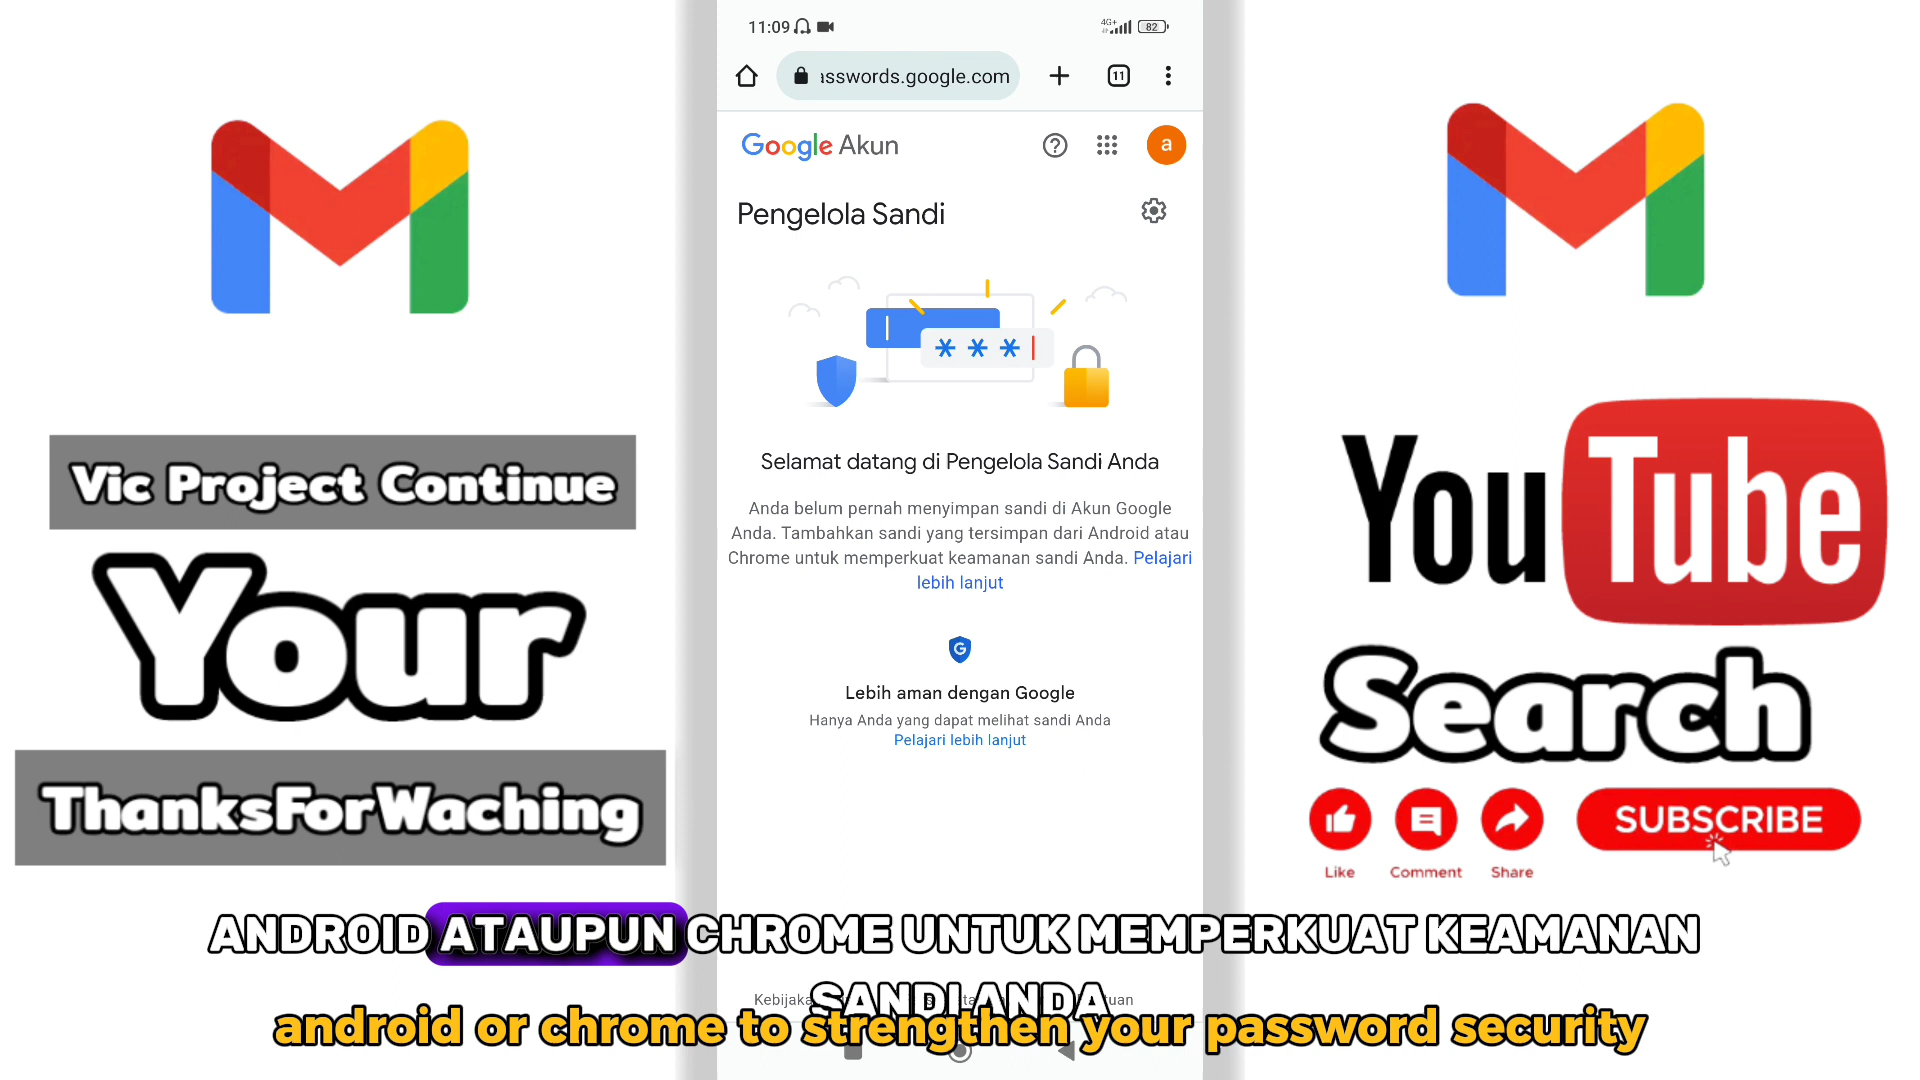 11:09
4G+
82
asswords.google.com
11
Google Akun
a
Pengelola Sandi
* * *
Selamat datang di Pengelola Sandi Anda
Anda belum pernah menyimpan sandi di Akun Google
Anda. Tambahkan sandi yang tersimpan dari Android atau
Chrome untuk memperkuat keamanan sandi Anda. Pelajari
lebih lanjut
G
Lebih aman dengan Google
Hanya Anda yang dapat melihat sandi Anda
Pelajari lebih lanjut
Vic Project Continue
Your
ThanksForWaching
YouTube
Search
SUBSCRIBE
Like
Comment
Share
ANDROID ATAUPUN CHROME UNTUK MEMPERKUAT KEAMANAN
SANDI ANDA
android or chrome to strengthen your password security